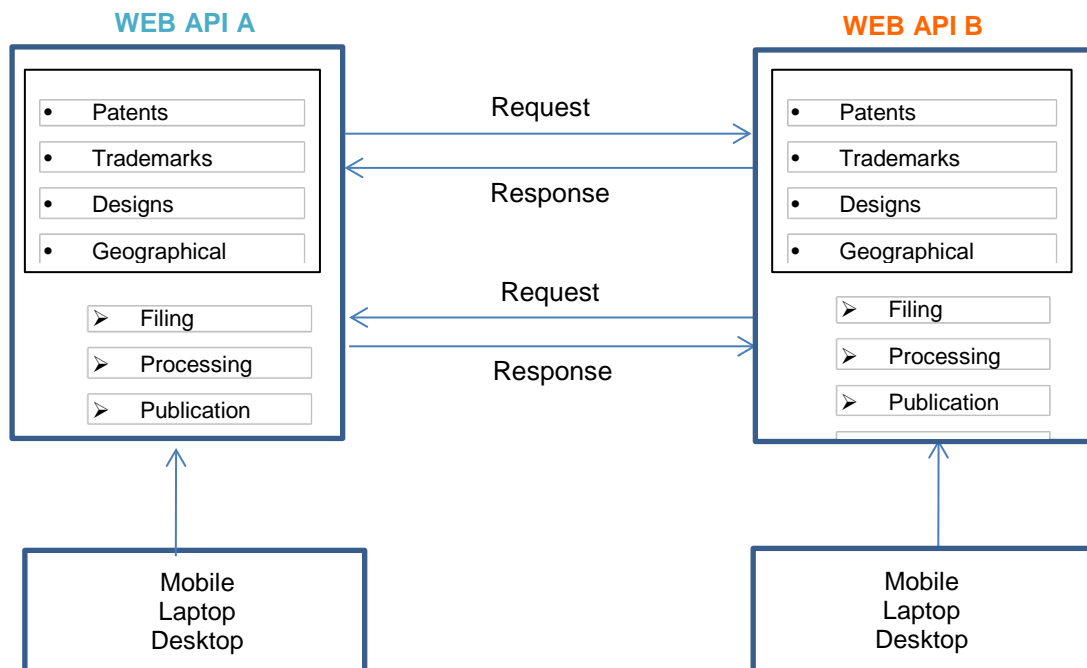 WEB API A
WEB API B
• Patents
• Trademarks
• Designs
• Geographical
➢ Filing
➢ Processing
➢ Publication
Request
Response
Request
Response
• Patents
• Trademarks
• Designs
• Geographical
➢ Filing
➢ Processing
➢ Publication
Mobile
Laptop
Desktop
Mobile
Laptop
Desktop